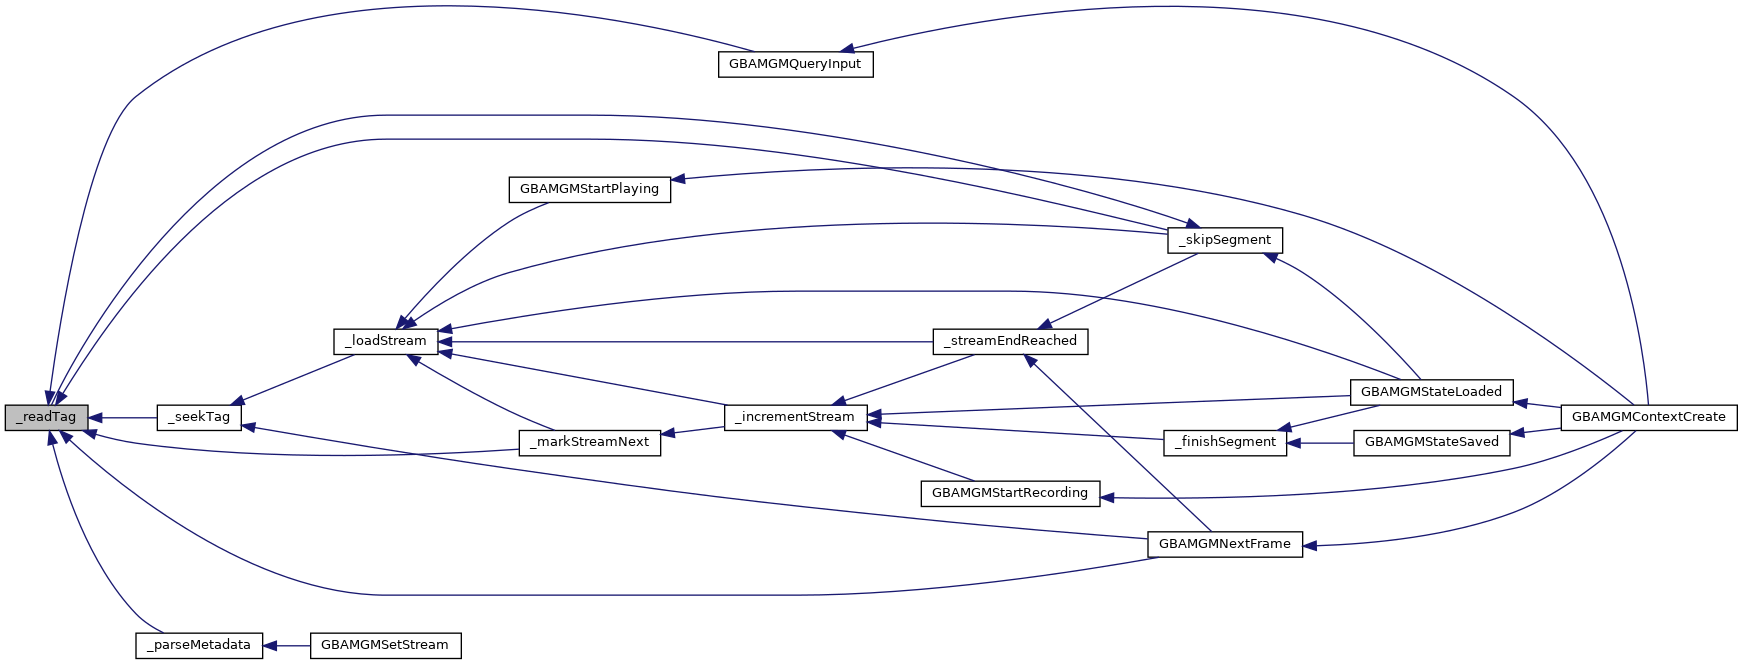 GBAMGMQueryInput
GBAMGMStartPlaying
_skipSegment
_loadStream
_streamEndReached
GBAMGMStateLoaded
_readTag
_seekTag
_incrementStream
GBAMGMContextCreate
_markStreamNext
_finishSegment
GBAMGMStateSaved
GBAMGMStartRecording
GBAMGMNextFrame
_parseMetadata
GBAMGMSetStream